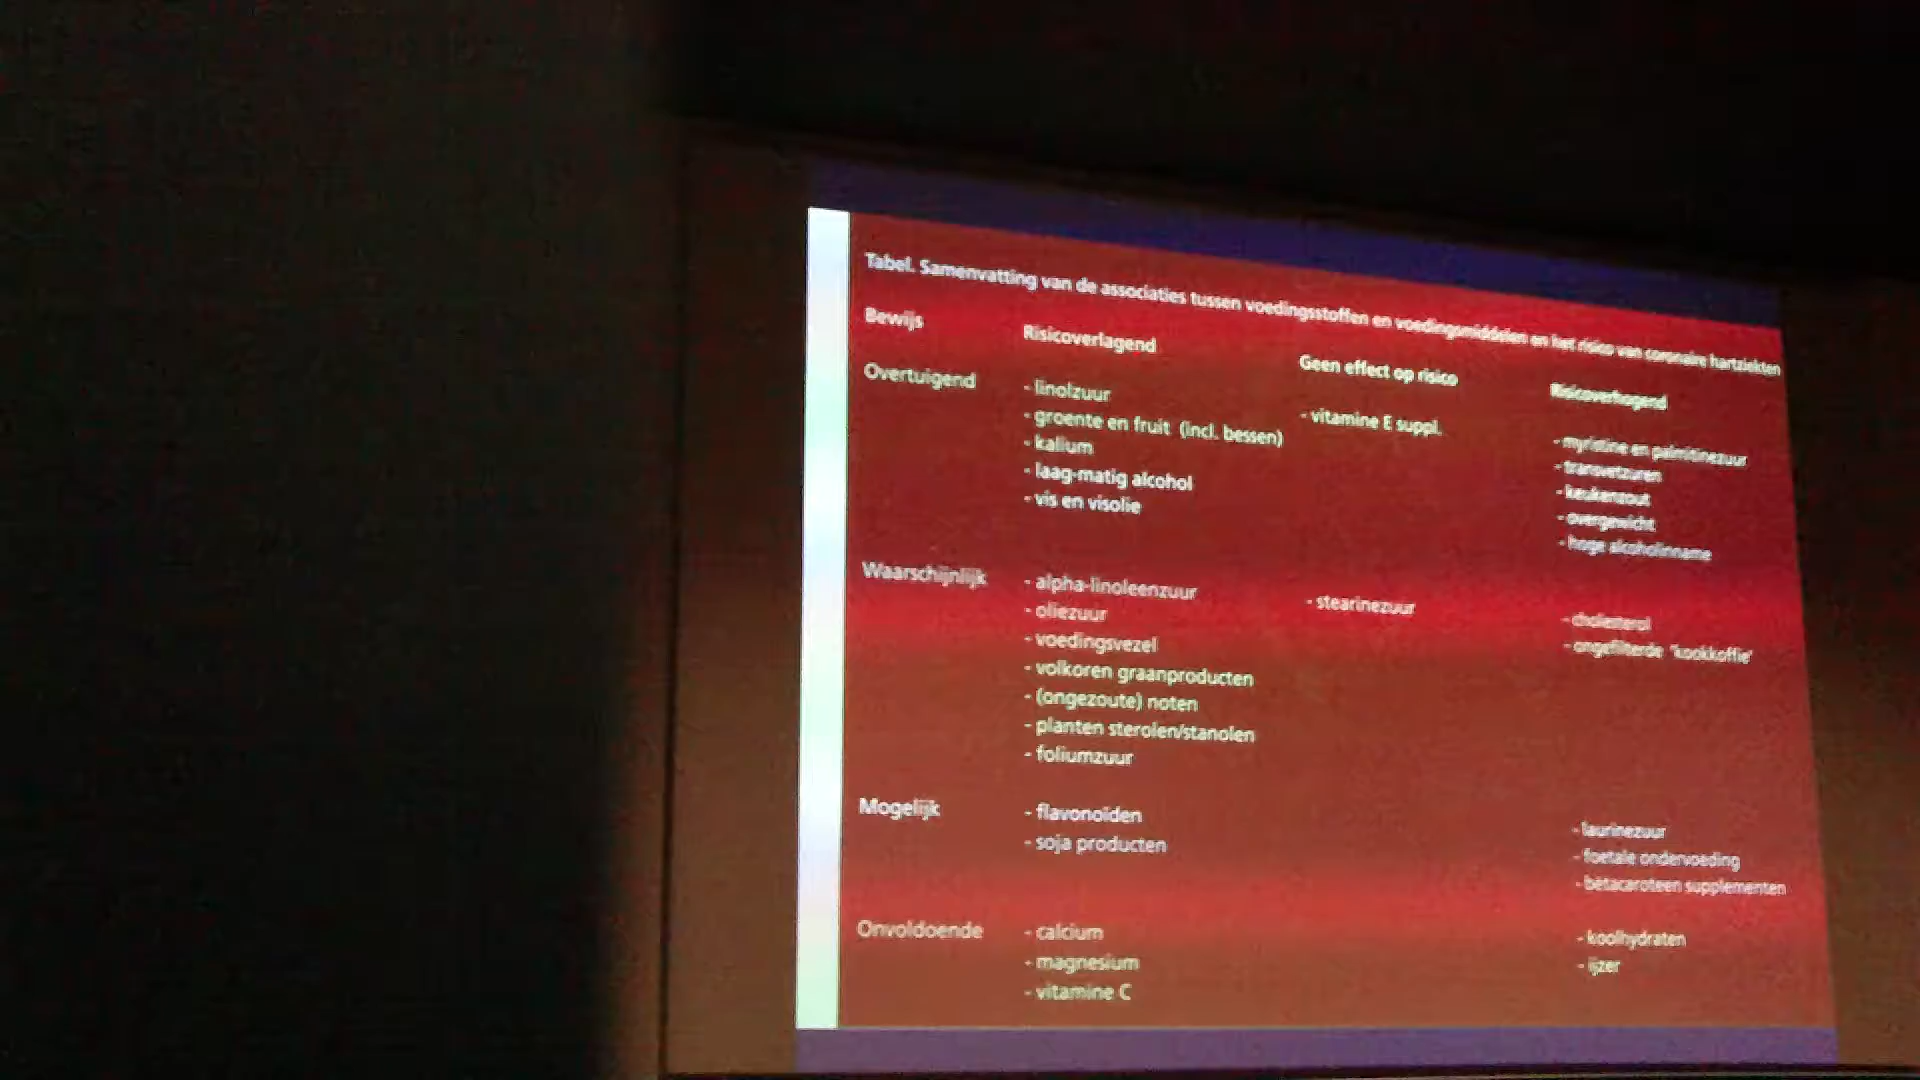 Tabel. Samenvatting van de associaties tussen voedingsstoffen en voedingsmiddelen en het risico van coronaire hartziekten
Bewijs Risicoverlagend Geen effect op risico Risicoverhogend
Overtuigend - linolzuur - vitamine E suppl. - myristine en palmitinezuur
- groente en fruit (incl. bessen) - transvetzuren
- kalium - keukenzout
- laag-matig alcohol - overgewicht
- vis en visolie - hoge alcoholinname
Waarschijnlijk - alpha-linoleenzuur - stearinezuur - cholesterol
- oliezuur - ongefilterde 'kookkoffie'
- voedingsvezel
- volkoren graanproducten
- (ongezoute) noten
- planten sterolen/stanolen
- foliumzuur
Mogelijk - flavonoïden - laurinezuur
- soja producten - foetale ondervoeding
- bètacaroteen supplementen
Onvoldoende - calcium - koolhydraten
- magnesium - ijzer
- vitamine C